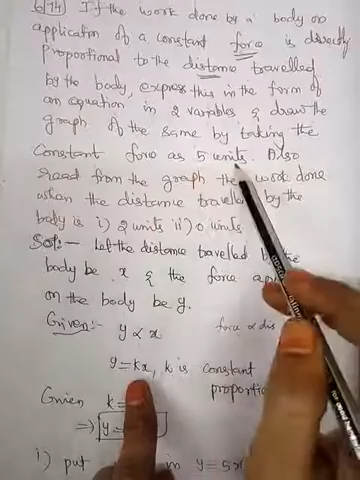 6/74) If the work done by a body on
application of a constant force is directly
proportional to the distance travelled
by the body, express this in the form of
an equation in 2 variables & draw the
graph of the same by taking the
constant force as 5 units. Also
read from the graph the work done
when the distance travelled by the
body is i) 2 units ii) 0 units
Sol:- Let the distance travelled by the
body be x & the force
on the body be y.
Given:- y ∝ x force ∝ dis
y = kx, k is constant
Given k = proportio
⇒ y =
i) put in y = 5x